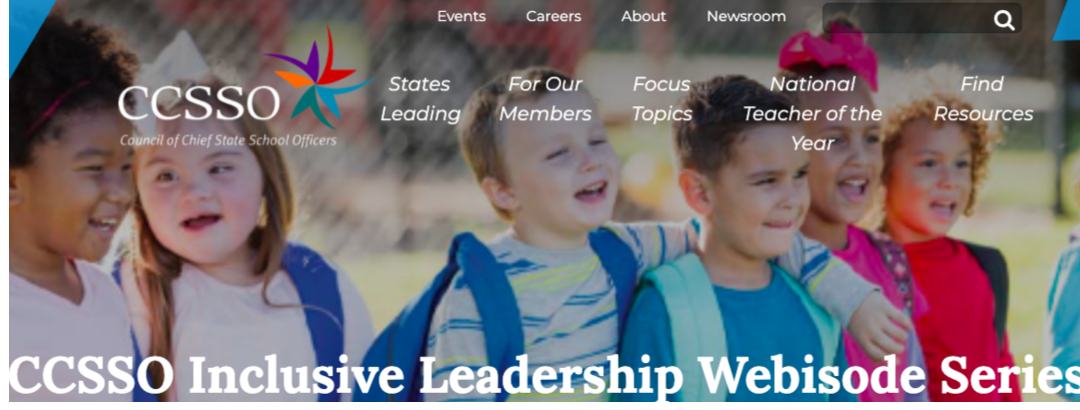 Events Careers About Newsroom
CCSSO
Council of Chief State School Officers
States
Leading
For Our
Members
Focus
Topics
National
Teacher of the
Year
Find
Resources
CCSSO Inclusive Leadership Webisode Series